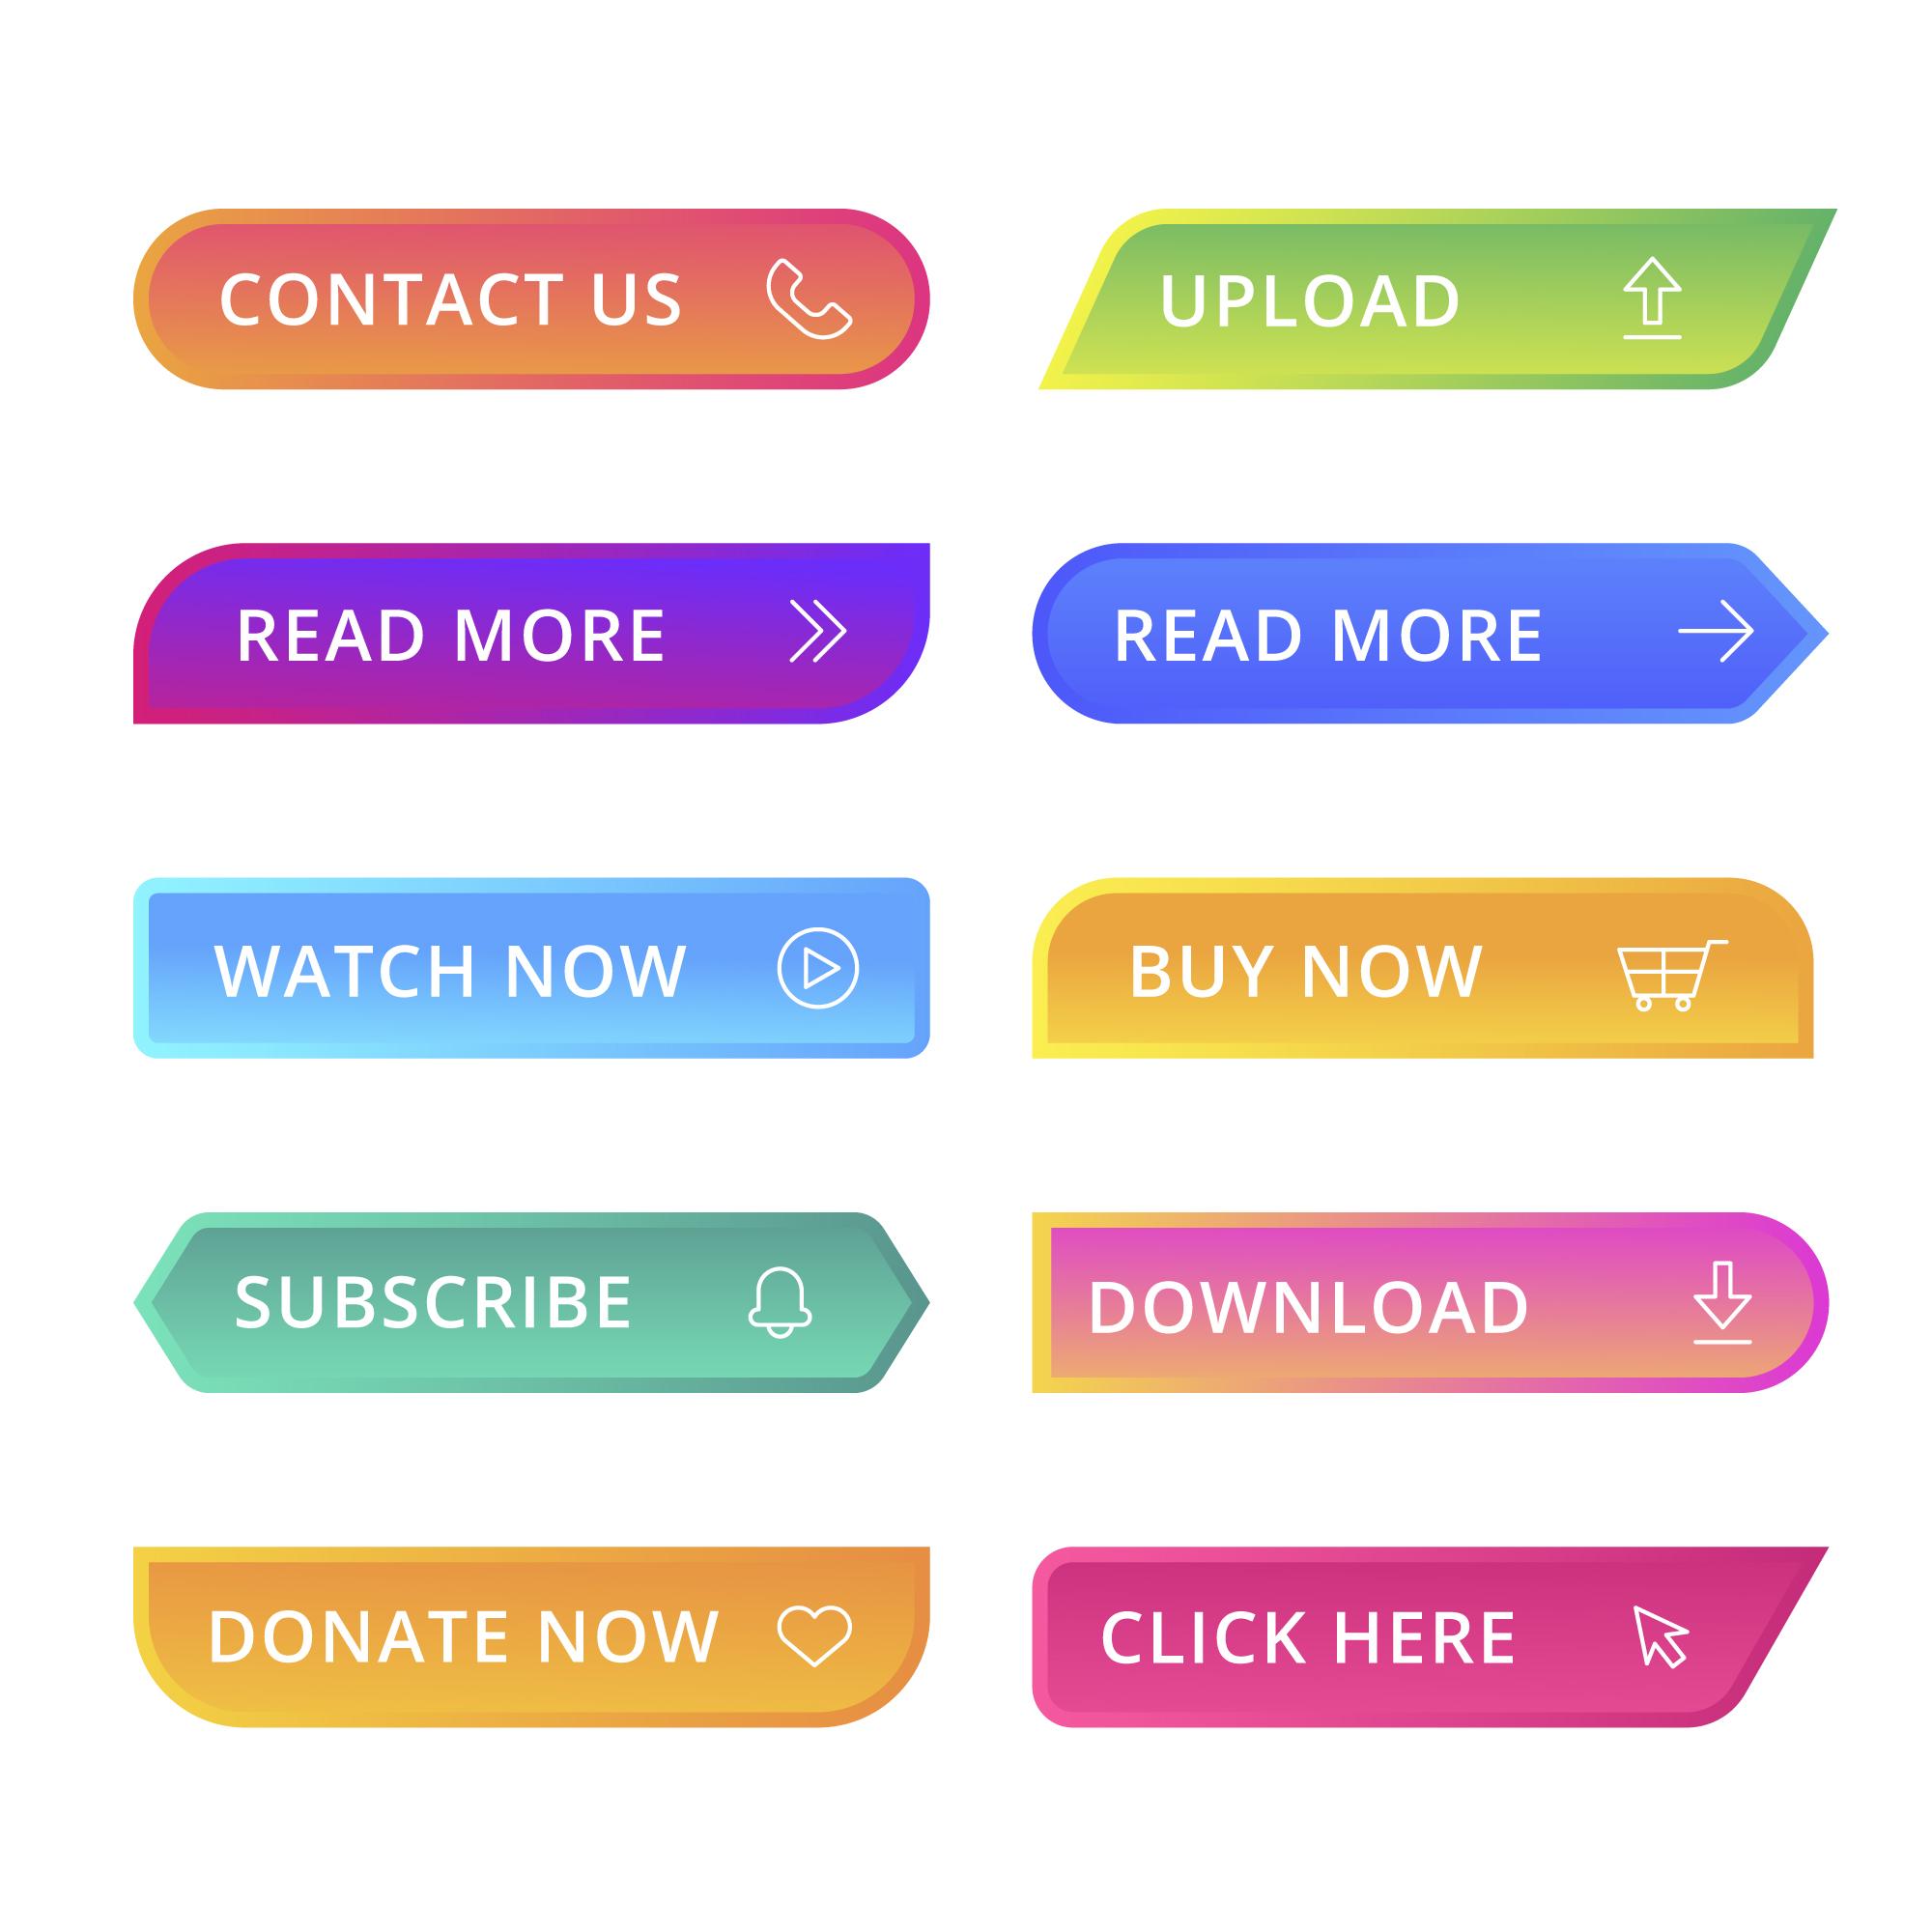 CONTACT US
UPLOAD
READ MORE
READ MORE
WATCH NOW
BUY NOW
SUBSCRIBE
DOWNLOAD
DONATE NOW
CLICK HERE